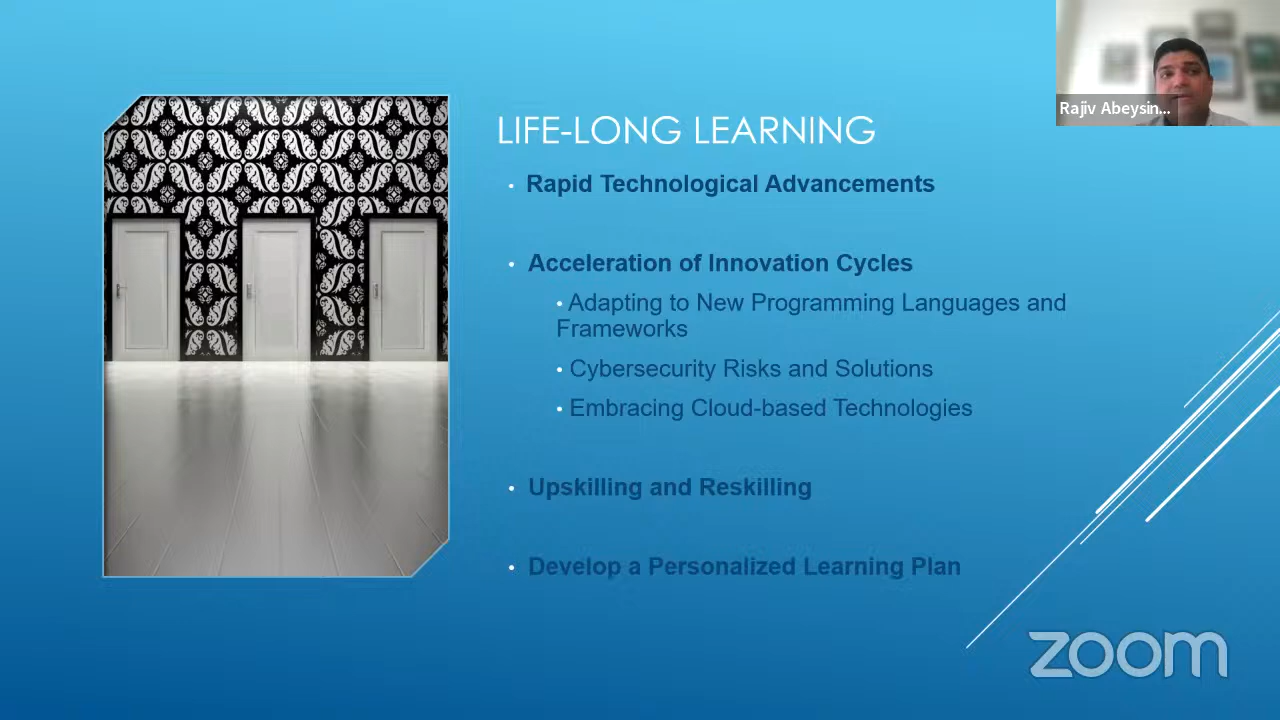 Rajiv Abeysin...
LIFE-LONG LEARNING
• Rapid Technological Advancements
• Acceleration of Innovation Cycles
• Adapting to New Programming Languages and
Frameworks
• Cybersecurity Risks and Solutions
• Embracing Cloud-based Technologies
• Upskilling and Reskilling
• Develop a Personalized Learning Plan
zoom